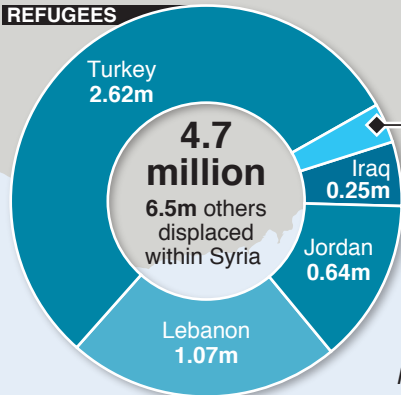 REFUGEES
Turkey
2.62m
4.7
million
6.5m others
displaced
within Syria
Iraq
0.25m
Jordan
0.64m
Lebanon
1.07m